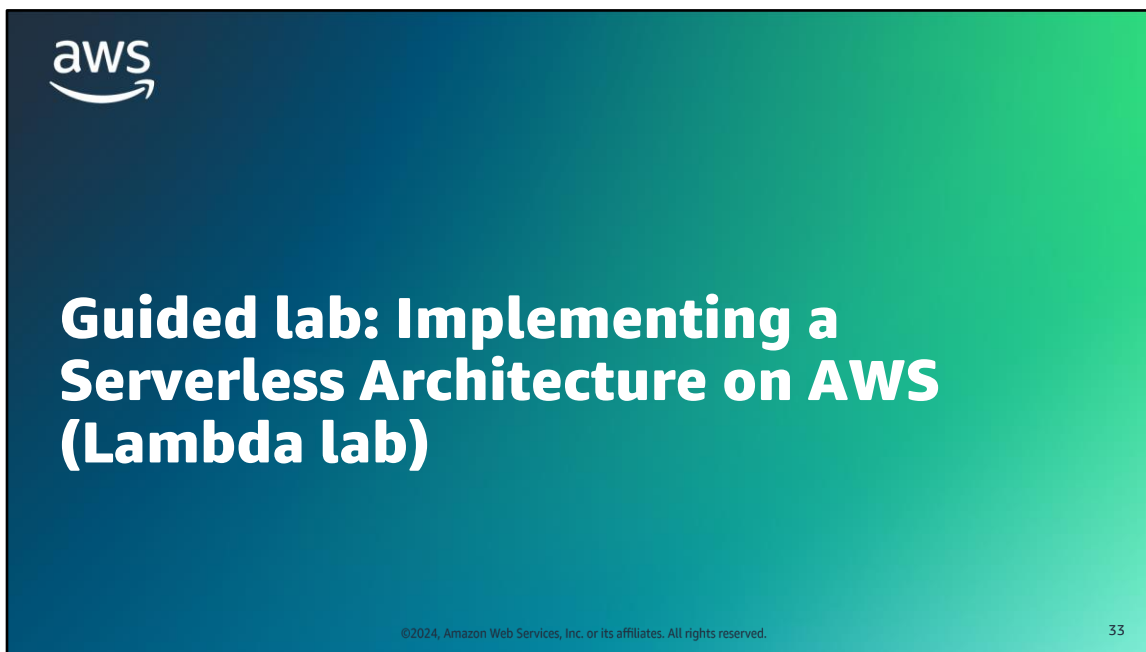 aws
Guided lab: Implementing a
Serverless Architecture on AWS
(Lambda lab)
©2024, Amazon Web Services, Inc. or its affiliates. All rights reserved.
33